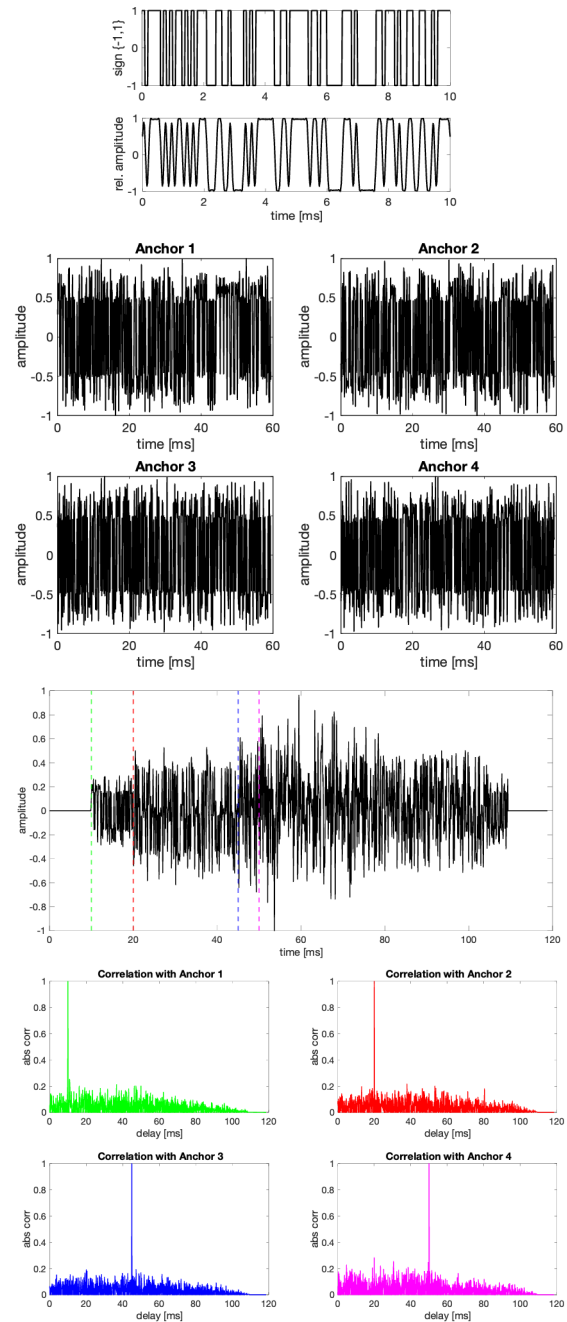 sign {-1,1}
1
0
-1
0 2 4 6 8 10
rel. amplitude
1
0
-1
0 2 4 6 8 10
time [ms]
Anchor 1
amplitude
1
0.5
0
-0.5
-1
0 20 40 60
time [ms]
Anchor 2
amplitude
1
0.5
0
-0.5
-1
0 20 40 60
time [ms]
Anchor 3
amplitude
1
0.5
0
-0.5
-1
0 20 40 60
time [ms]
Anchor 4
amplitude
1
0.5
0
-0.5
-1
0 20 40 60
time [ms]
amplitude
1
0.8
0.6
0.4
0.2
0
-0.2
-0.4
-0.6
-0.8
-1
0 20 40 60 80 100 120
time [ms]
Correlation with Anchor 1
abs corr
1
0.8
0.6
0.4
0.2
0
0 20 40 60 80 100 120
delay [ms]
Correlation with Anchor 2
abs corr
1
0.8
0.6
0.4
0.2
0
0 20 40 60 80 100 120
delay [ms]
Correlation with Anchor 3
abs corr
1
0.8
0.6
0.4
0.2
0
0 20 40 60 80 100 120
delay [ms]
Correlation with Anchor 4
abs corr
1
0.8
0.6
0.4
0.2
0
0 20 40 60 80 100 120
delay [ms]